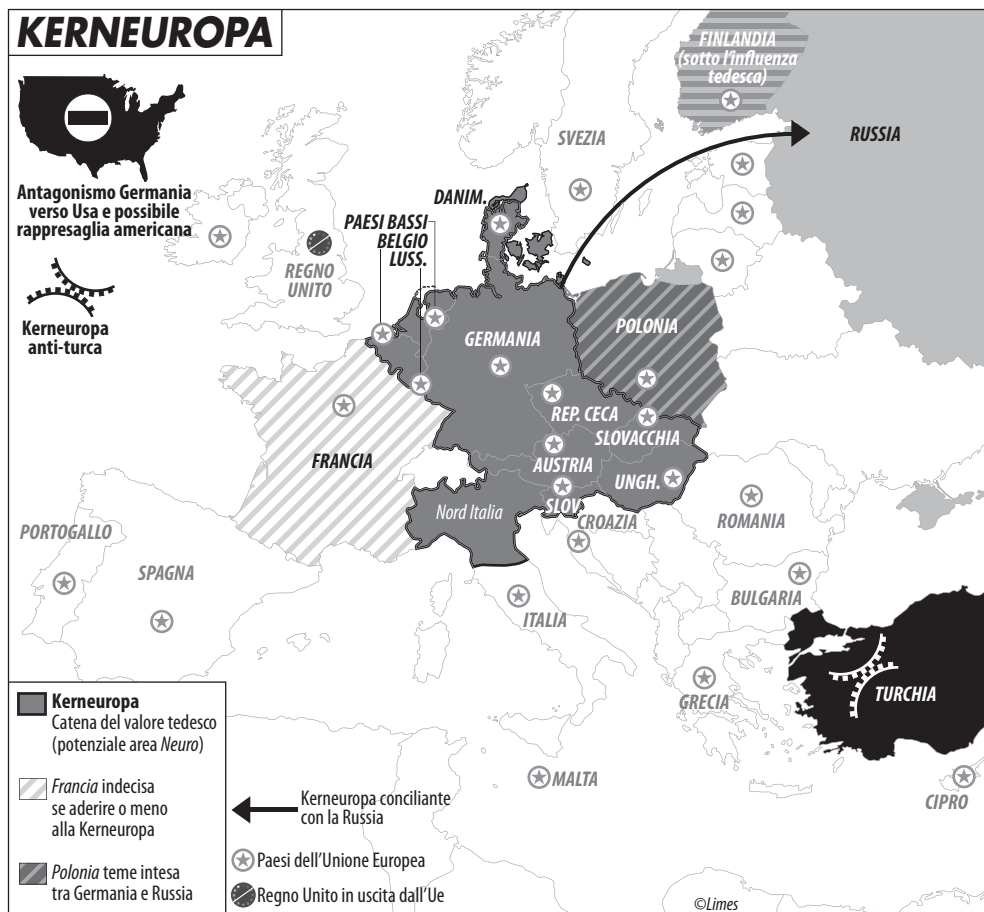 KERNEUROPA
Antagonismo Germania
verso Usa e possibile
rappresaglia americana
Kerneuropa
anti-turca
FINLANDIA
(sotto l'influenza
tedesca)
RUSSIA
SVEZIA
DANIM.
PAESI BASSI
BELGIO
LUSS.
REGNO
UNITO
GERMANIA
POLONIA
REP. CECA
SLOVACCHIA
AUSTRIA
UNGH.
SLOV.
FRANCIA
Nord Italia
CROAZIA
ROMANIA
PORTOGALLO
SPAGNA
ITALIA
BULGARIA
GRECIA
TURCHIA
MALTA
CIPRO
Kerneuropa
Catena del valore tedesco
(potenziale area Neuro)
Francia indecisa
se aderire o meno
alla Kerneuropa
Polonia teme intesa
tra Germania e Russia
Kerneuropa conciliante
con la Russia
Paesi dell'Unione Europea
Regno Unito in uscita dall'Ue
©Limes